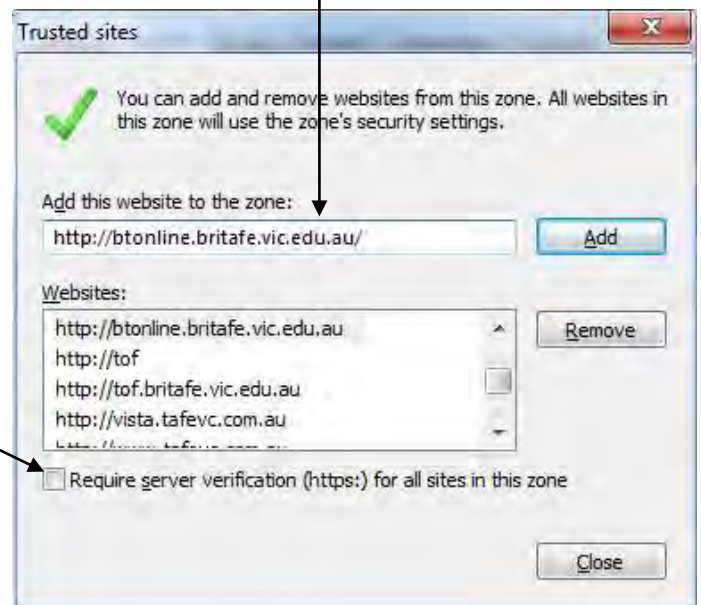 Trusted sites
You can add and remove websites from this zone. All websites in
this zone will use the zone's security settings.
Add this website to the zone:
http://btonline.britafe.vic.edu.au/
Add
Websites:
http://btonline.britafe.vic.edu.au
http://tof
http://tof.britafe.vic.edu.au
http://vista.tafevc.com.au
Remove
Require server verification (https:) for all sites in this zone
Close